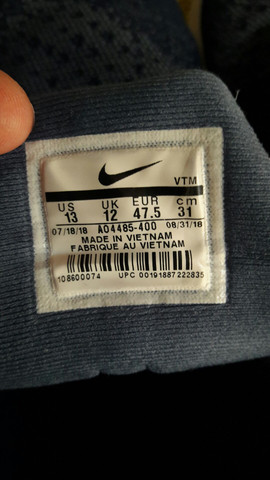 VTM
US UK EUR cm
13 12 47.5 31
07/18/18 AO4485-400 08/31/18
MADE IN VIETNAM
FABRIQUE AU VIETNAM
108600074 UPC 00191887222835